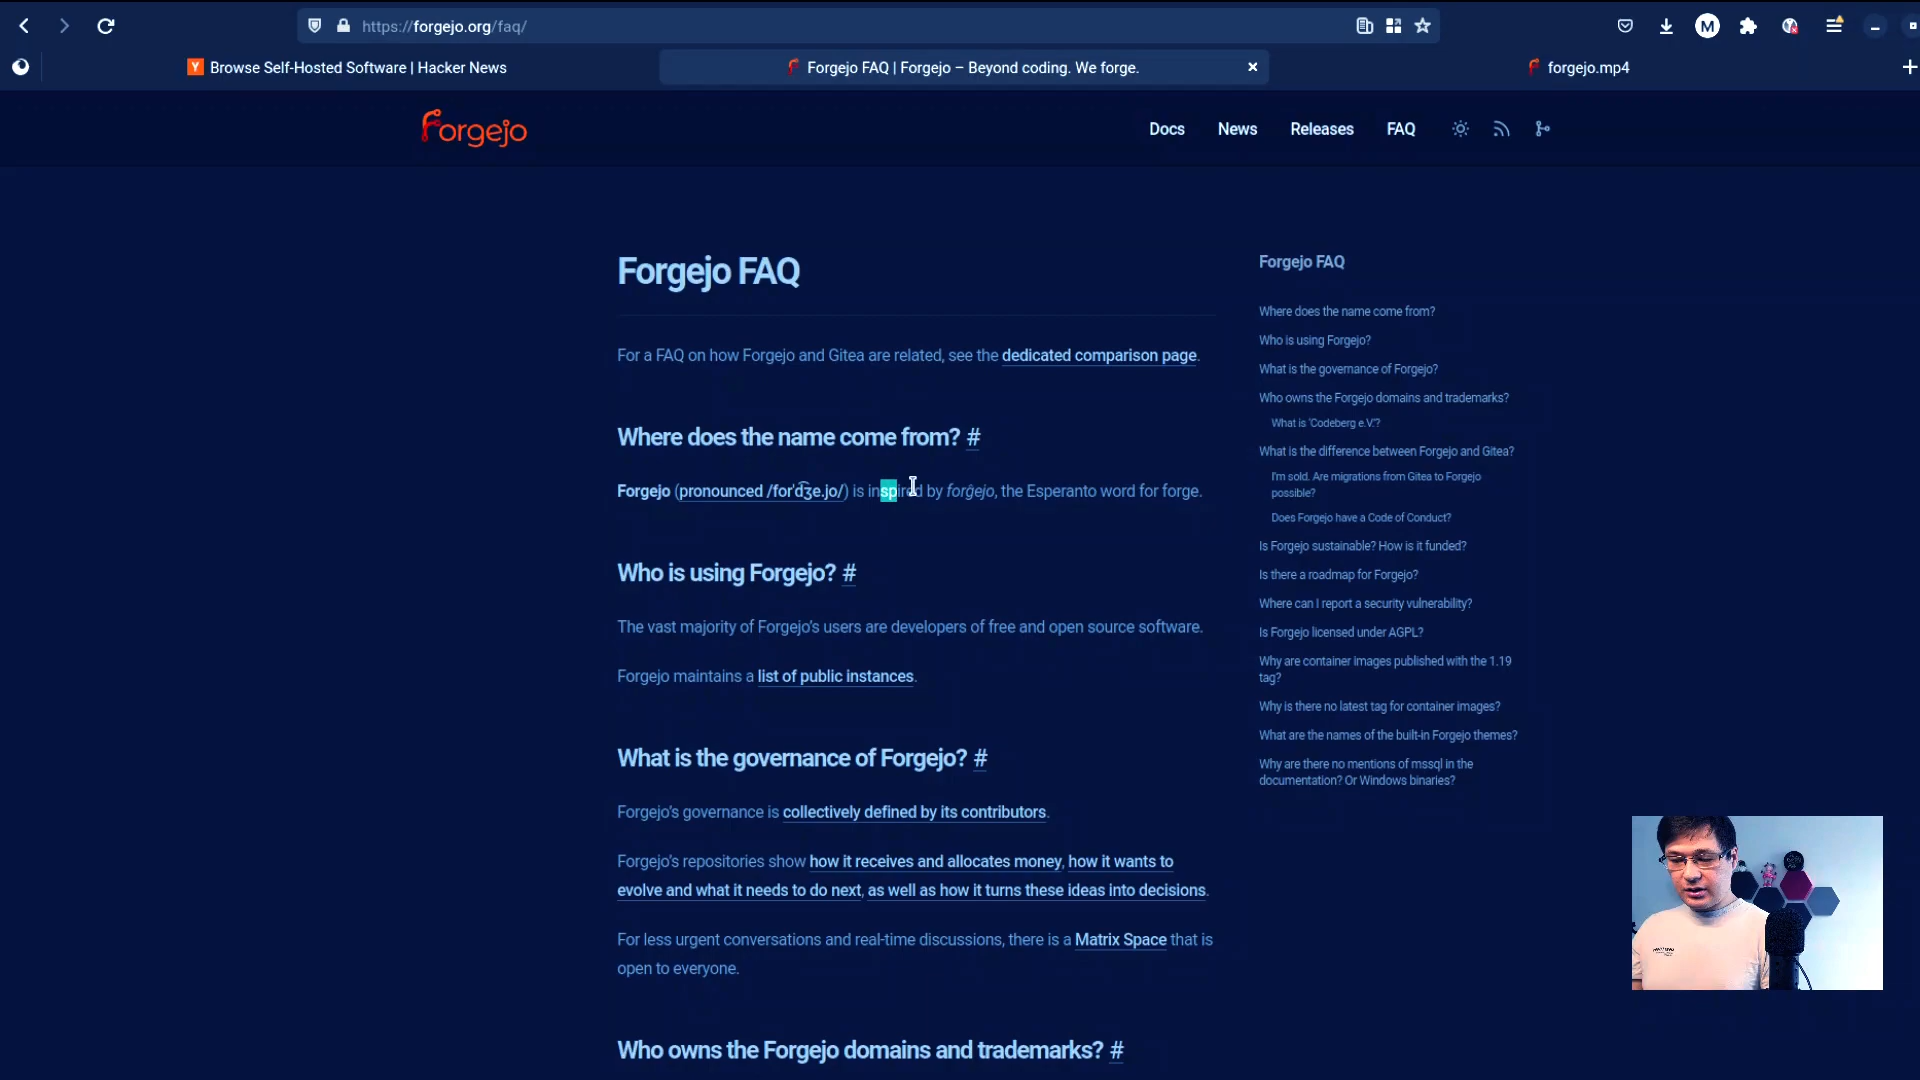 https://forgejo.org/faq/
M
Browse Self-Hosted Software | Hacker News
Forgejo FAQ | Forgejo – Beyond coding. We forge.
forgejo.mp4
Forgejo
Docs
News
Releases
FAQ
Forgejo FAQ
For a FAQ on how Forgejo and Gitea are related, see the dedicated comparison page.
Where does the name come from? #
Forgejo (pronounced /forˈd͡ʒe.jo/) is inspired by forĝejo, the Esperanto word for forge.
Who is using Forgejo? #
The vast majority of Forgejo’s users are developers of free and open source software.
Forgejo maintains a list of public instances.
What is the governance of Forgejo? #
Forgejo’s governance is collectively defined by its contributors.
Forgejo’s repositories show how it receives and allocates money, how it wants to
evolve and what it needs to do next, as well as how it turns these ideas into decisions.
For less urgent conversations and real-time discussions, there is a Matrix Space that is
open to everyone.
Who owns the Forgejo domains and trademarks? #
Forgejo FAQ
Where does the name come from?
Who is using Forgejo?
What is the governance of Forgejo?
Who owns the Forgejo domains and trademarks?
What is 'Codeberg e.V.'?
What is the difference between Forgejo and Gitea?
I'm sold. Are migrations from Gitea to Forgejo
possible?
Does Forgejo have a Code of Conduct?
Is Forgejo sustainable? How is it funded?
Is there a roadmap for Forgejo?
Where can I report a security vulnerability?
Is Forgejo licensed under AGPL?
Why are container images published with the 1.19
tag?
Why is there no latest tag for container images?
What are the names of the built-in Forgejo themes?
Why are there no mentions of mssql in the
documentation? Or Windows binaries?